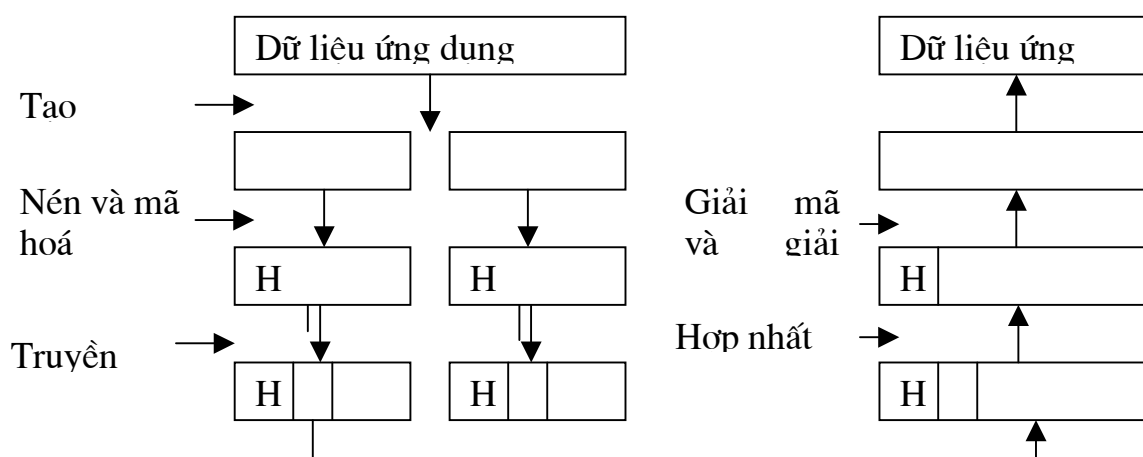 Dữ liệu ứng dụng
Dữ liệu ứng
Tạo
Nén và mã
hoá
Giải mã
và giải
H
H
H
Truyền
Hợp nhất
H
H
H